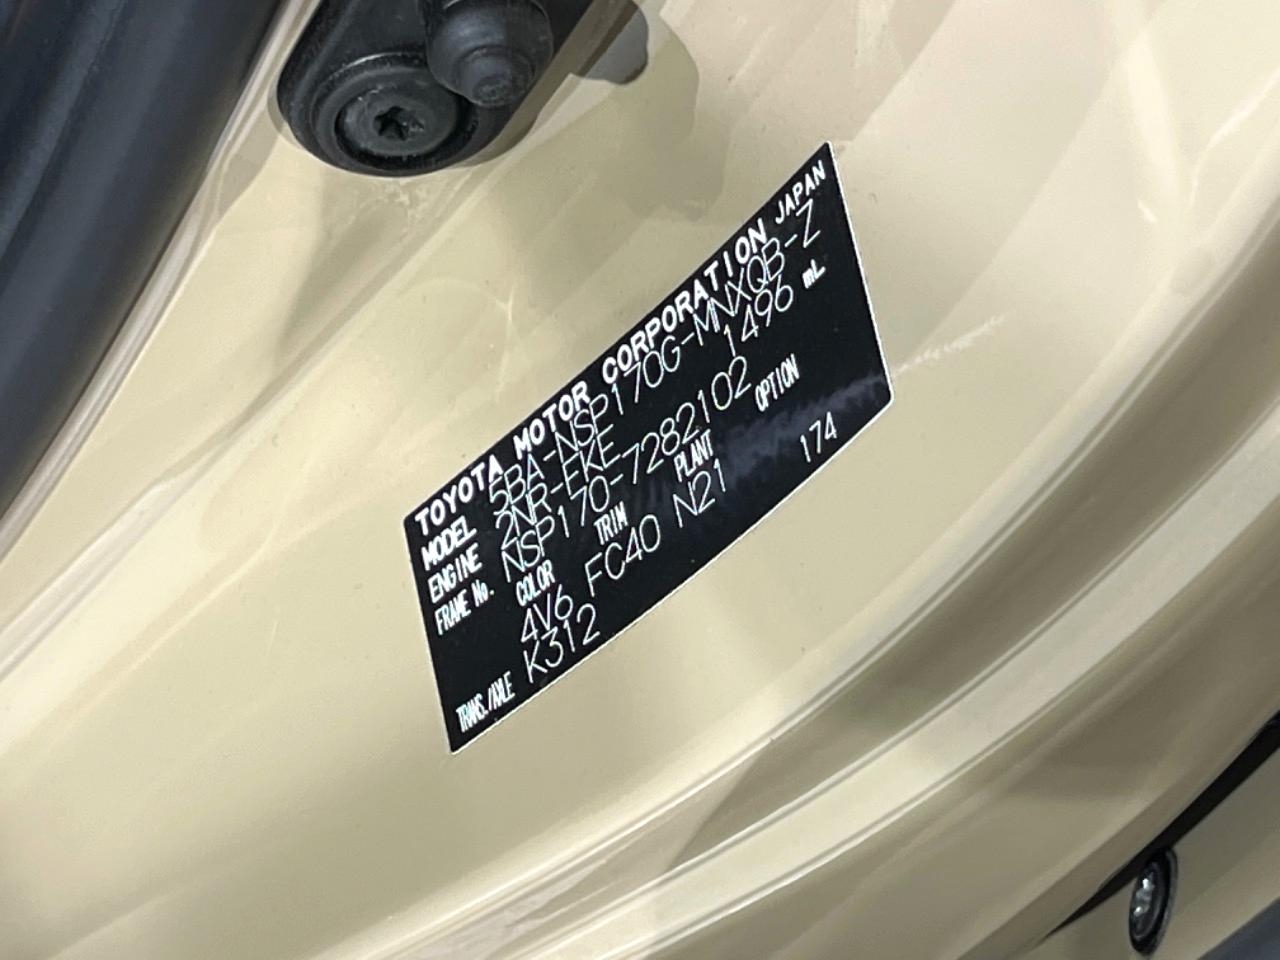 TOYOTA MOTOR CORPORATION JAPAN
MODEL 5BA-NSP170G-MNXQB-Z
ENGINE 2NR-FKE 1496 mL
FRAME No. NSP170-7282102
COLOR TRIM PLANT OPTION
4V6 FC40 N21 174
TRANS./AXLE K312